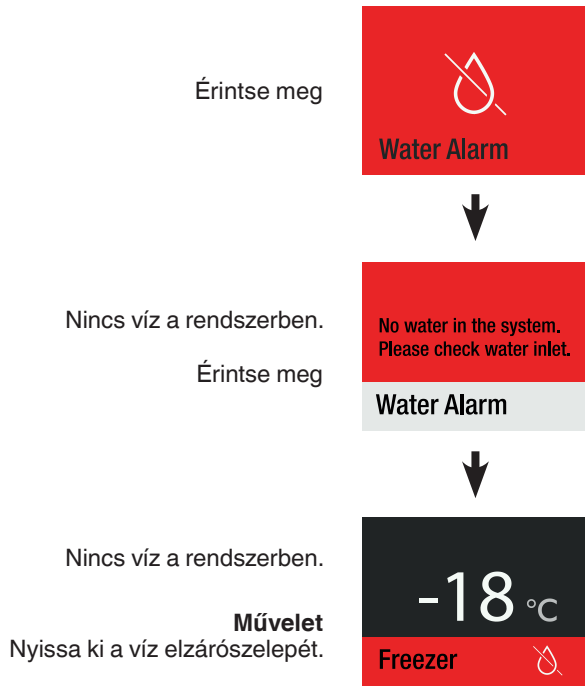 Érintse meg
Water Alarm
Nincs víz a rendszerben.
No water in the system.
Please check water inlet.
Érintse meg
Water Alarm
Nincs víz a rendszerben.
-18 °C
Művelet
Nyissa ki a víz elzárószelepét.
Freezer